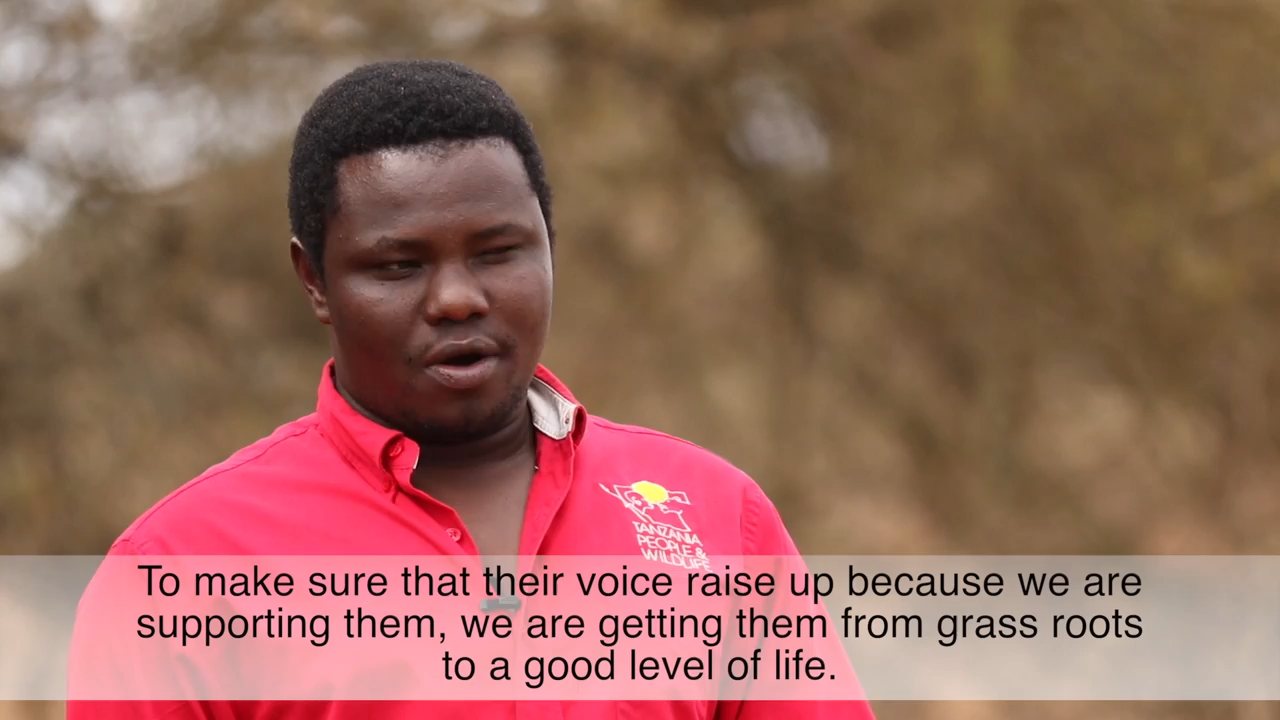 TANZANIA
PEOPLE &
WILDLIFE
To make sure that their voice raise up because we are
supporting them, we are getting them from grass roots
to a good level of life.